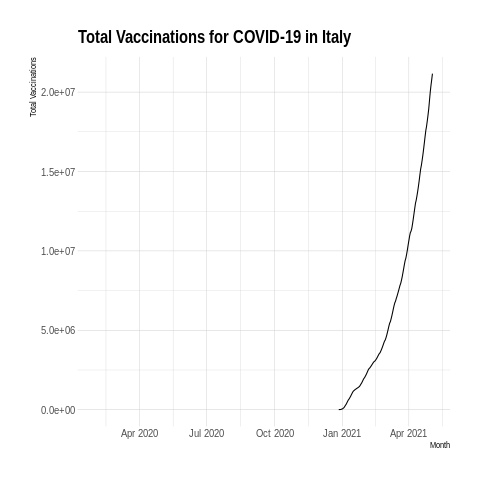 Total Vaccinations for COVID-19 in Italy
Total Vaccinations
2.0e+07
1.5e+07
1.0e+07
5.0e+06
0.0e+00
Apr 2020 Jul 2020 Oct 2020 Jan 2021 Apr 2021
Month